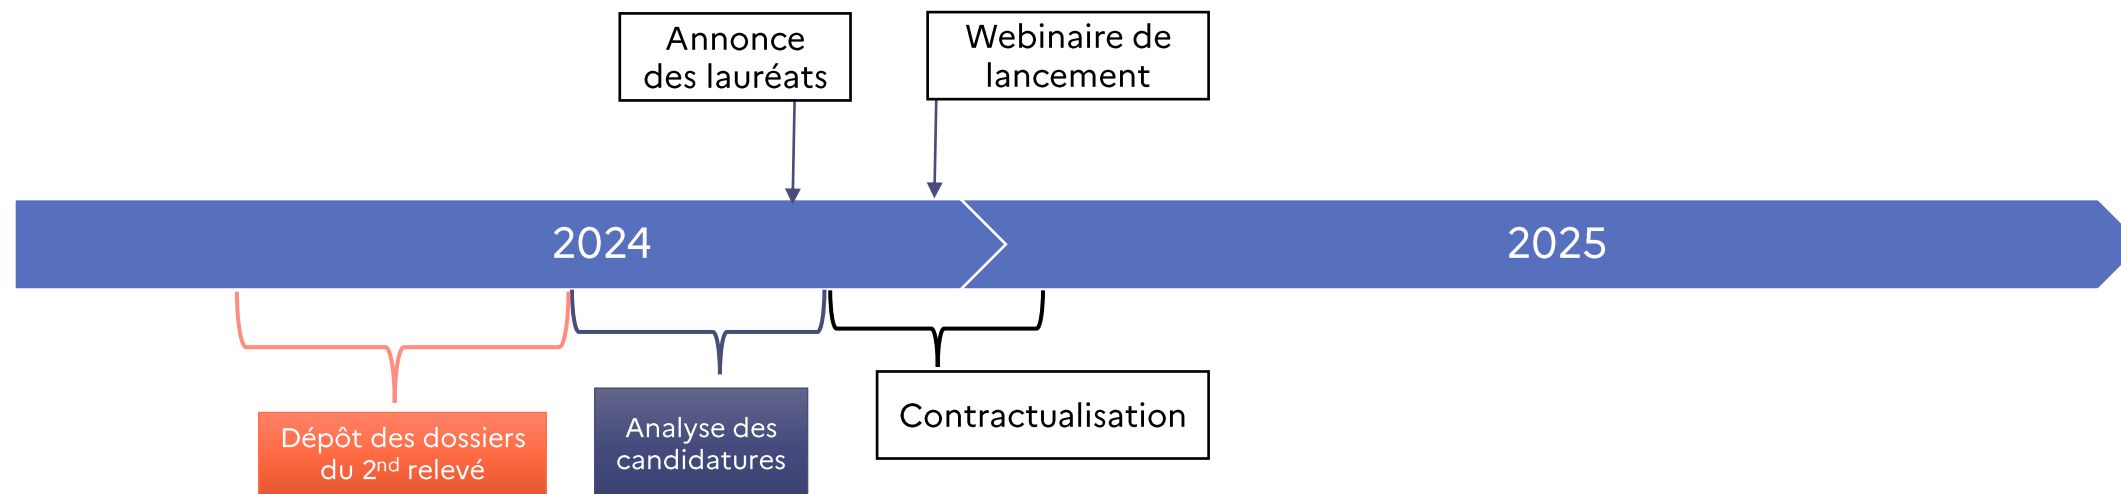 Annonce
des lauréats
Webinaire de
lancement
2024
2025
Dépôt des dossiers
du 2nd relevé
Analyse des
candidatures
Contractualisation